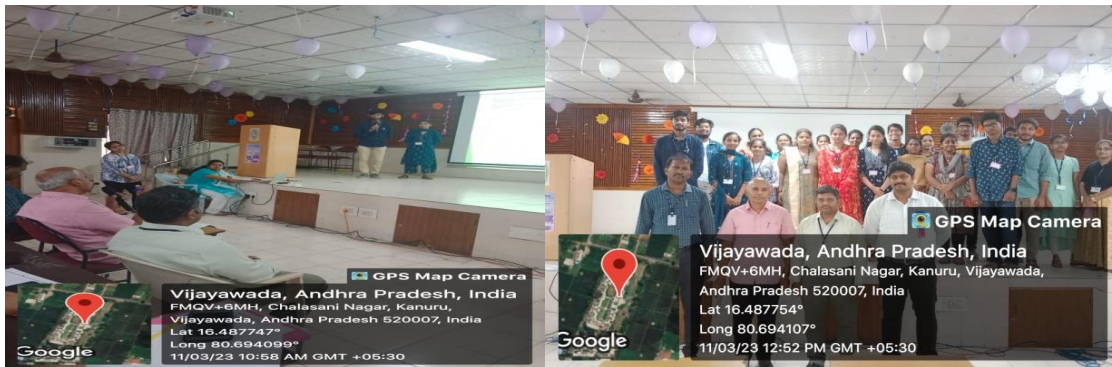 GPS Map Camera
Vijayawada, Andhra Pradesh, India
FMQV+6MH, Chalasani Nagar, Kanuru,
Vijayawada, Andhra Pradesh 520007, India
Lat 16.487747°
Long 80.694099°
11/03/23 10:58 AM GMT +05:30
Google
GPS Map Camera
Vijayawada, Andhra Pradesh, India
FMQV+6MH, Chalasani Nagar, Kanuru, Vijayawada,
Andhra Pradesh 520007, India
Lat 16.487754°
Long 80.694107°
11/03/23 12:52 PM GMT +05:30
Google